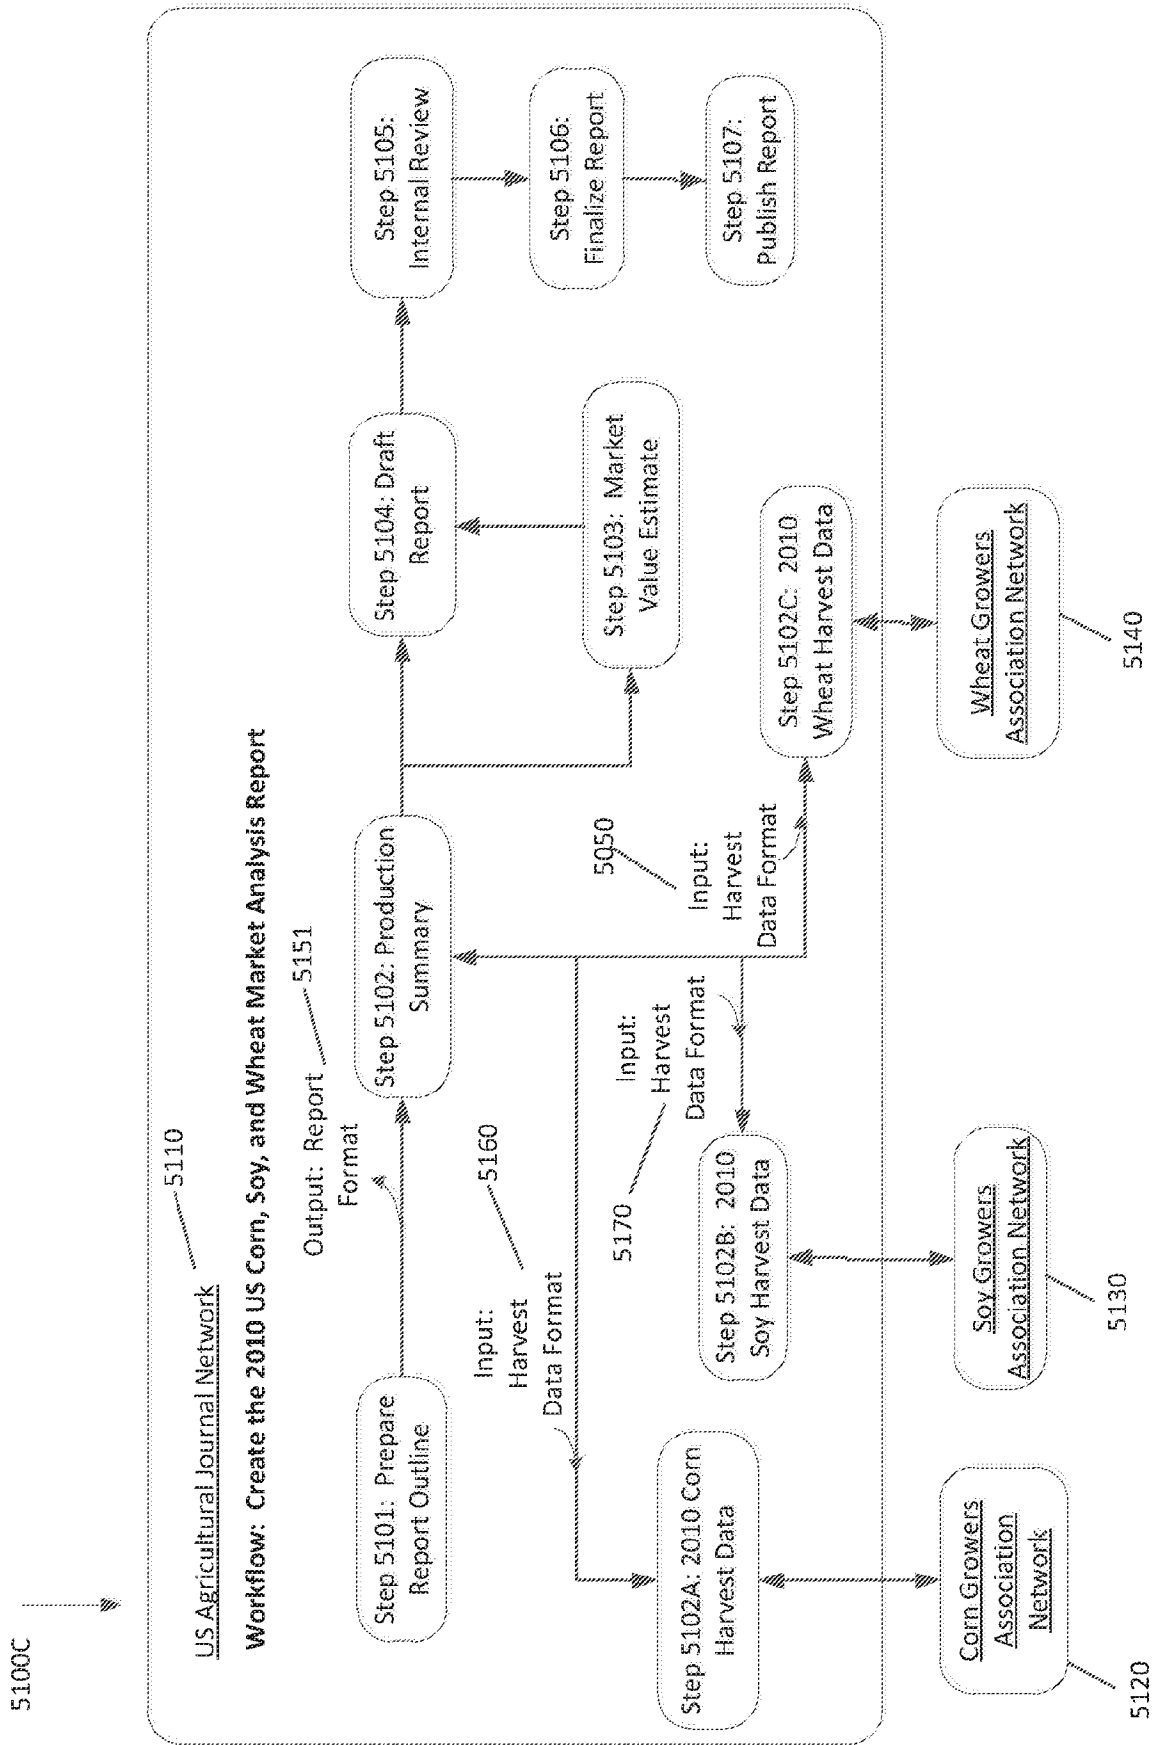 5100C
US Agricultural Journal Network
5110
Workflow: Create the 2010 US Corn, Soy, and Wheat Market Analysis Report
Output: Report
Format
5151
Step 5101: Prepare
Report Outline
Step 5102: Production
Summary
Step 5104: Draft
Report
Step 5105:
Internal Review
Input:
Harvest
Data Format
5160
Step 5106:
Finalize Report
Step 5103: Market
Value Estimate
5050
Input:
Harvest
Data Format
Input:
Harvest
Data Format
5170
Step 5107:
Publish Report
Step 5102A: 2010 Corn
Harvest Data
Step 5102B: 2010
Soy Harvest Data
Step 5102C: 2010
Wheat Harvest Data
Corn Growers
Association
Network
5120
Soy Growers
Association Network
5130
Wheat Growers
Association Network
5140